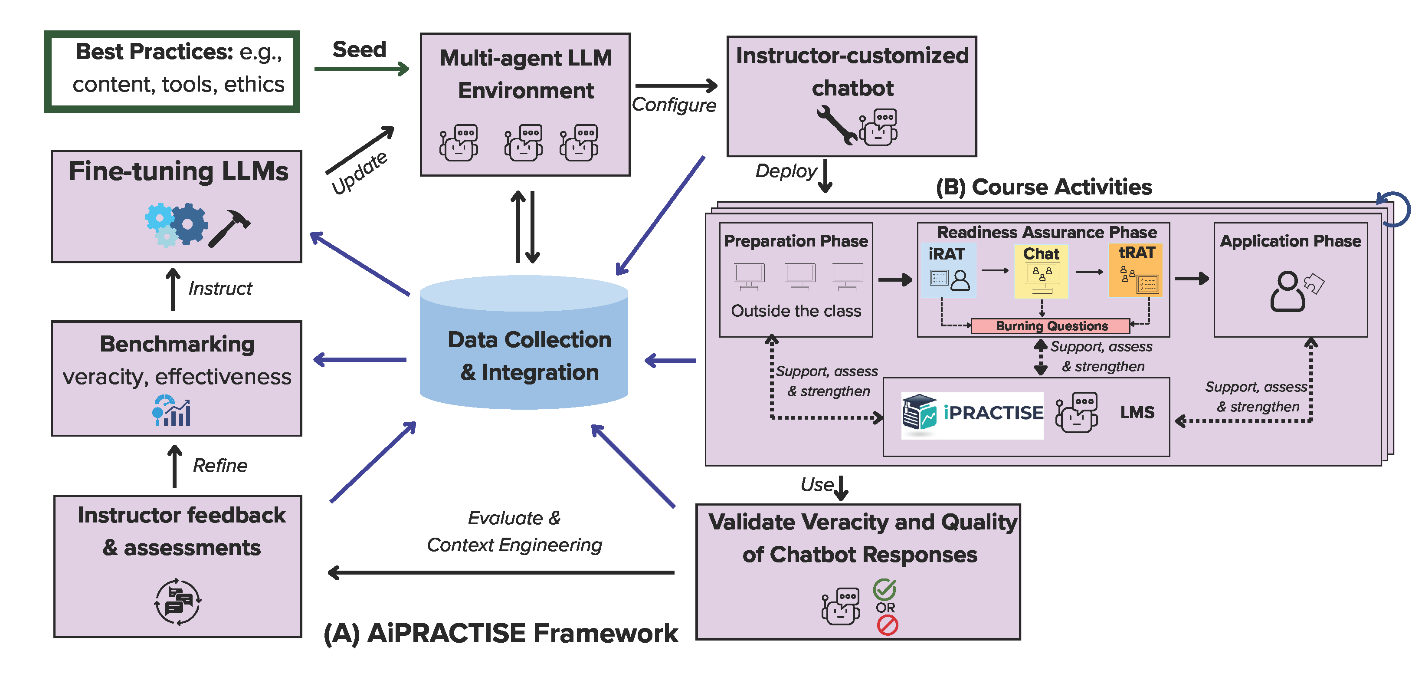 Best Practices: e.g.,
content, tools, ethics
Seed
Multi-agent LLM
Environment
Configure
Instructor-customized
chatbot
Fine-tuning LLMs
Update
Deploy
(B) Course Activities
Preparation Phase
Outside the class
Readiness Assurance Phase
iRAT
Chat
tRAT
Burning Questions
Application Phase
Instruct
Benchmarking
veracity, effectiveness
Data Collection
& Integration
Support, assess
& strengthen
Support, assess
& strengthen
Support, assess
& strengthen
iPRACTISE
LMS
Refine
Use
Instructor feedback
& assessments
Evaluate &
Context Engineering
Validate Veracity and Quality
of Chatbot Responses
OR
(A) AiPRACTISE Framework